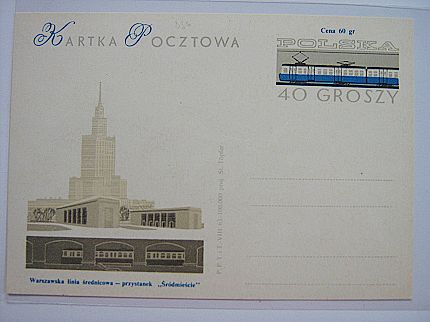 KARTKA POCZTOWA
Cena 60 gr
POLSKA
40 GROSZY
Warszawska linia średnicowa – przystanek „Śródmieście"